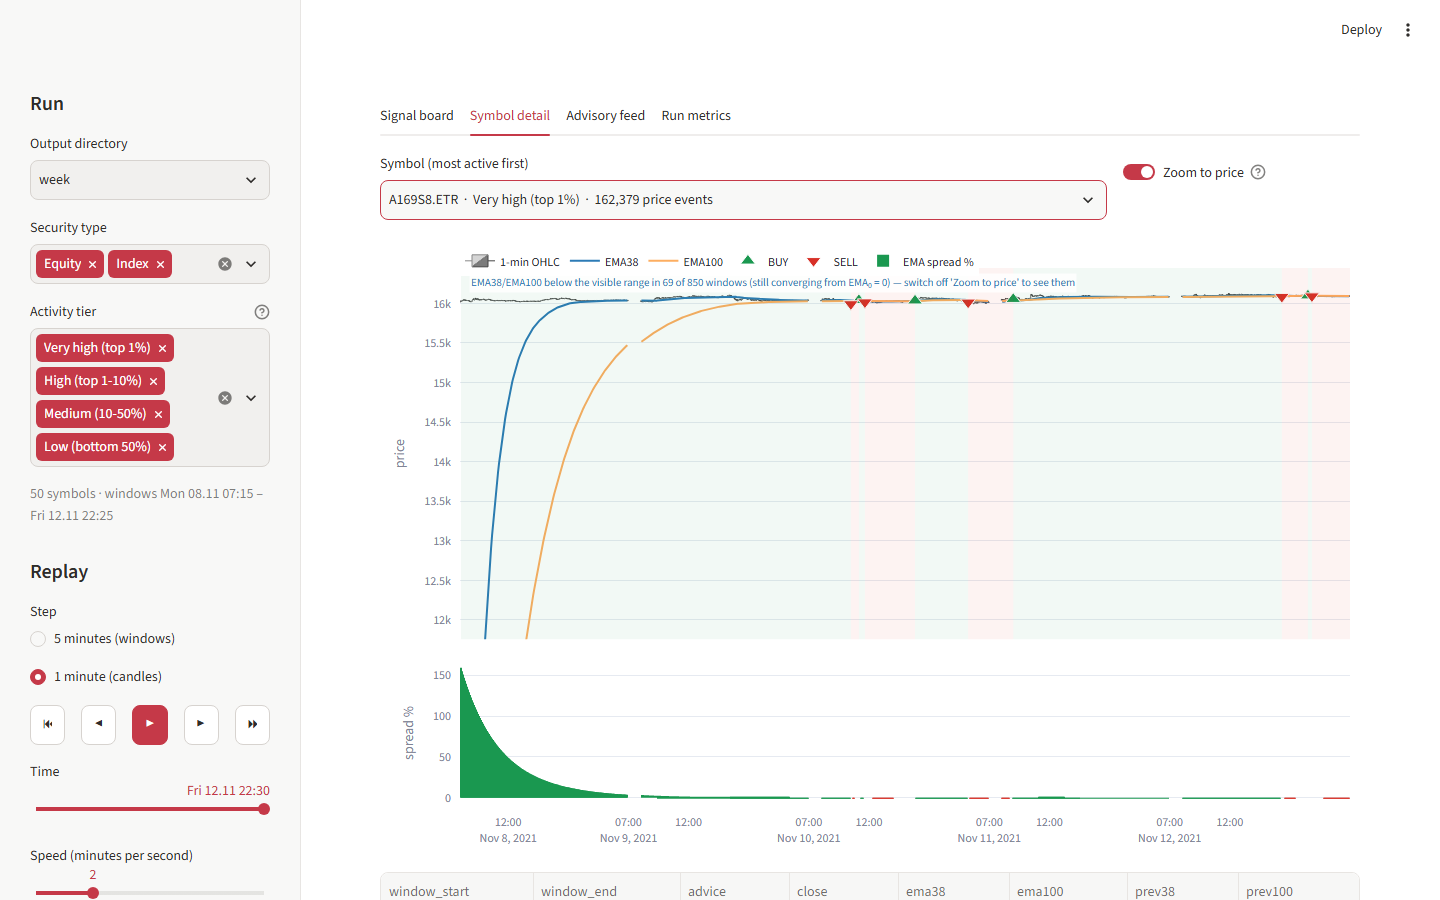 Deploy
Run
Output directory
week
Security type
Equity
Index
Activity tier
Very high (top 1%)
High (top 1-10%)
Medium (10-50%)
Low (bottom 50%)
50 symbols · windows Mon 08.11 07:15 –
Fri 12.11 22:25
Replay
Step
5 minutes (windows)
1 minute (candles)
Time
Fri 12.11 22:30
Speed (minutes per second)
2
Signal board
Symbol detail
Advisory feed
Run metrics
Symbol (most active first)
A169S8.ETR · Very high (top 1%) · 162,379 price events
Zoom to price
1-min OHLC
EMA38
EMA100
BUY
SELL
EMA spread %
EMA38/EMA100 below the visible range in 69 of 850 windows (still converging from EMA₀ = 0) — switch off 'Zoom to price' to see them
price
16k
15.5k
15k
14.5k
14k
13.5k
13k
12.5k
12k
spread %
150
100
50
0
12:00
Nov 8, 2021
07:00
Nov 9, 2021
12:00
07:00
Nov 10, 2021
12:00
07:00
Nov 11, 2021
12:00
07:00
Nov 12, 2021
12:00
window_start
window_end
advice
close
ema38
ema100
prev38
prev100